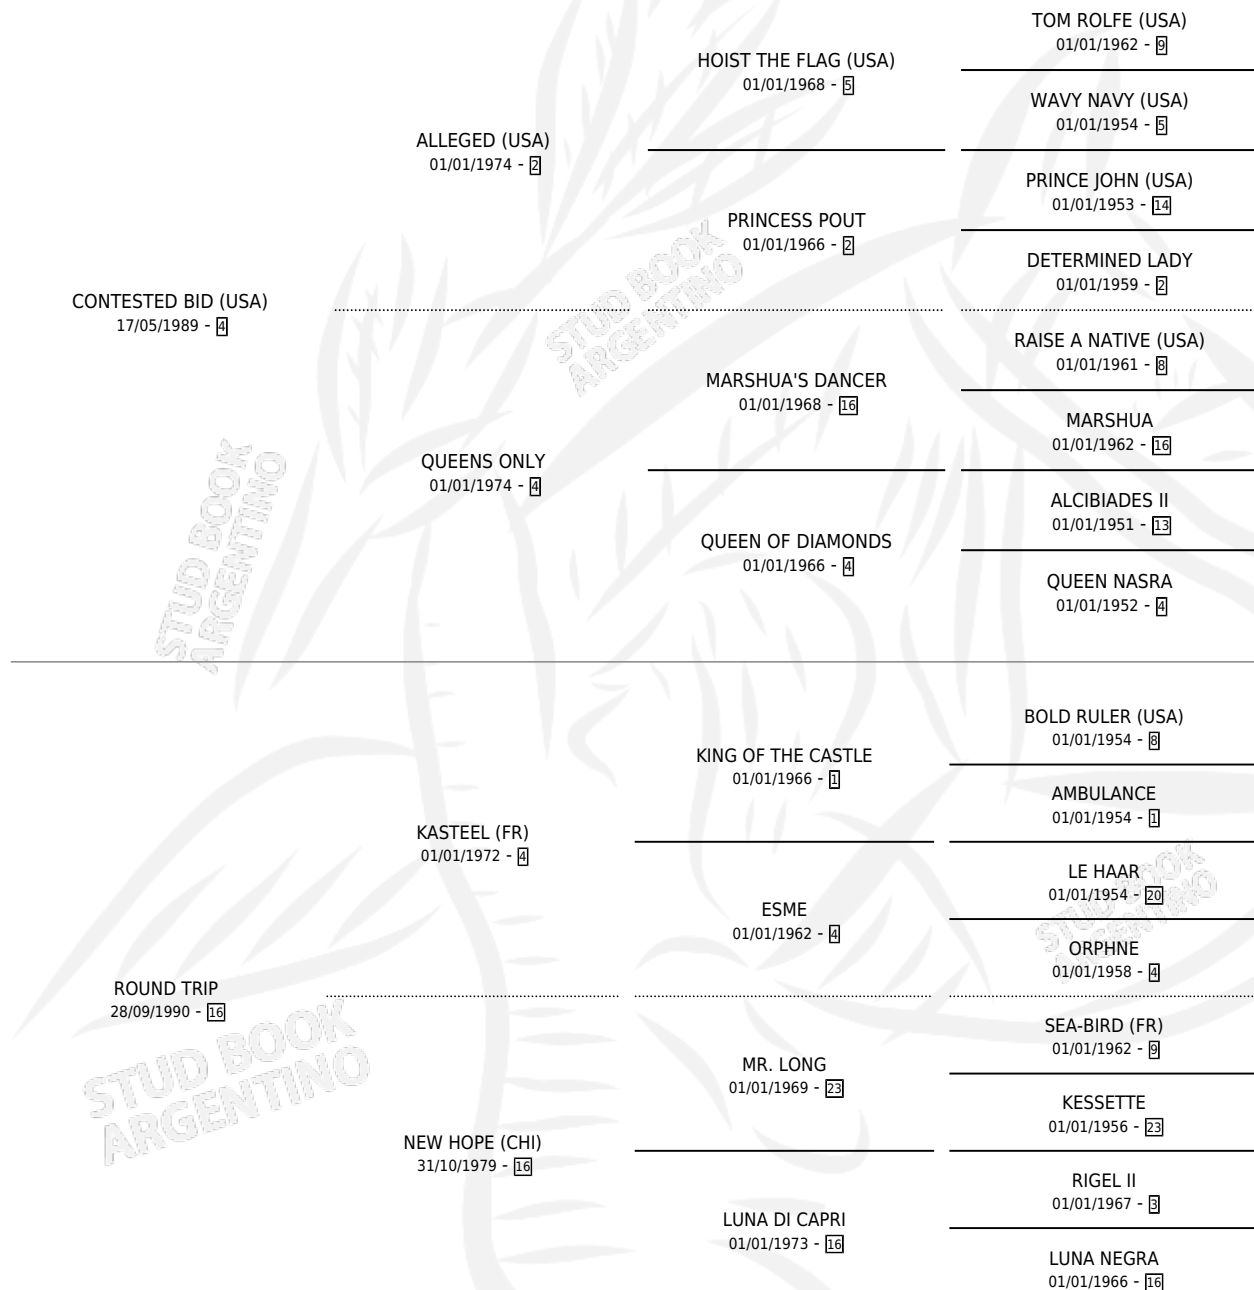 TOM ROLFE (USA)
01/01/1962 - 9
HOIST THE FLAG (USA)
01/01/1968 - 5
WAVY NAVY (USA)
01/01/1954 - 5
ALLEGED (USA)
01/01/1974 - 2
PRINCE JOHN (USA)
01/01/1953 - 14
PRINCESS POUT
01/01/1966 - 2
DETERMINED LADY
01/01/1959 - 2
CONTESTED BID (USA)
17/05/1989 - 4
RAISE A NATIVE (USA)
01/01/1961 - 8
MARSHUA'S DANCER
01/01/1968 - 16
MARSHUA
01/01/1962 - 16
QUEENS ONLY
01/01/1974 - 4
ALCIBIADES II
01/01/1951 - 13
QUEEN OF DIAMONDS
01/01/1966 - 4
QUEEN NASRA
01/01/1952 - 4
BOLD RULER (USA)
01/01/1954 - 8
KING OF THE CASTLE
01/01/1966 - 1
AMBULANCE
01/01/1954 - 1
KASTEEL (FR)
01/01/1972 - 4
LE HAAR
01/01/1954 - 20
ESME
01/01/1962 - 4
ORPHNE
01/01/1958 - 4
ROUND TRIP
28/09/1990 - 16
SEA-BIRD (FR)
01/01/1962 - 9
MR. LONG
01/01/1969 - 23
KESSETTE
01/01/1956 - 23
NEW HOPE (CHI)
31/10/1979 - 16
RIGEL II
01/01/1967 - 3
LUNA DI CAPRI
01/01/1973 - 16
LUNA NEGRA
01/01/1966 - 16
STUD BOOK
ARGENTINO
STUD BOOK
ARGENTINO
STUD BOOK
ARGENTINO
STUD BOOK
ARGENTINO